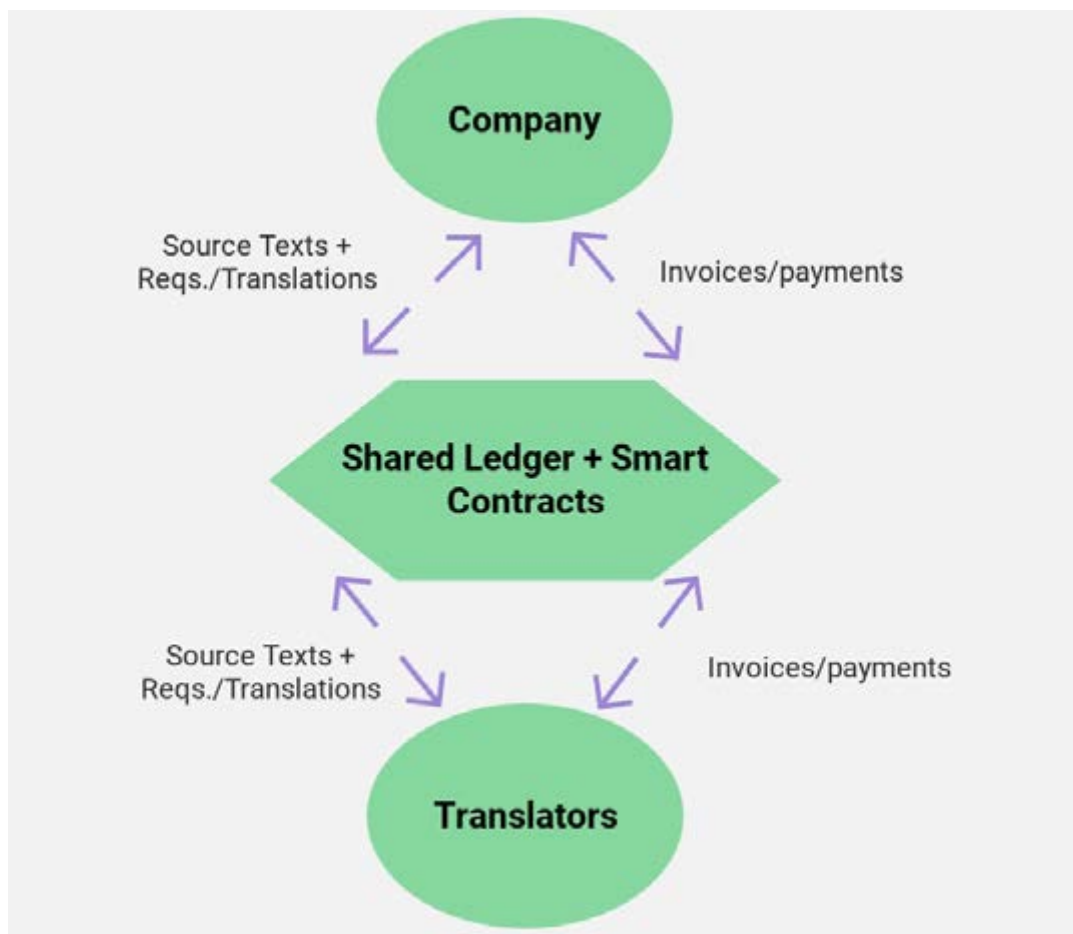 Company
Source Texts +
Reqs./Translations
Invoices/payments
Shared Ledger + Smart
Contracts
Source Texts +
Reqs./Translations
Invoices/payments
Translators